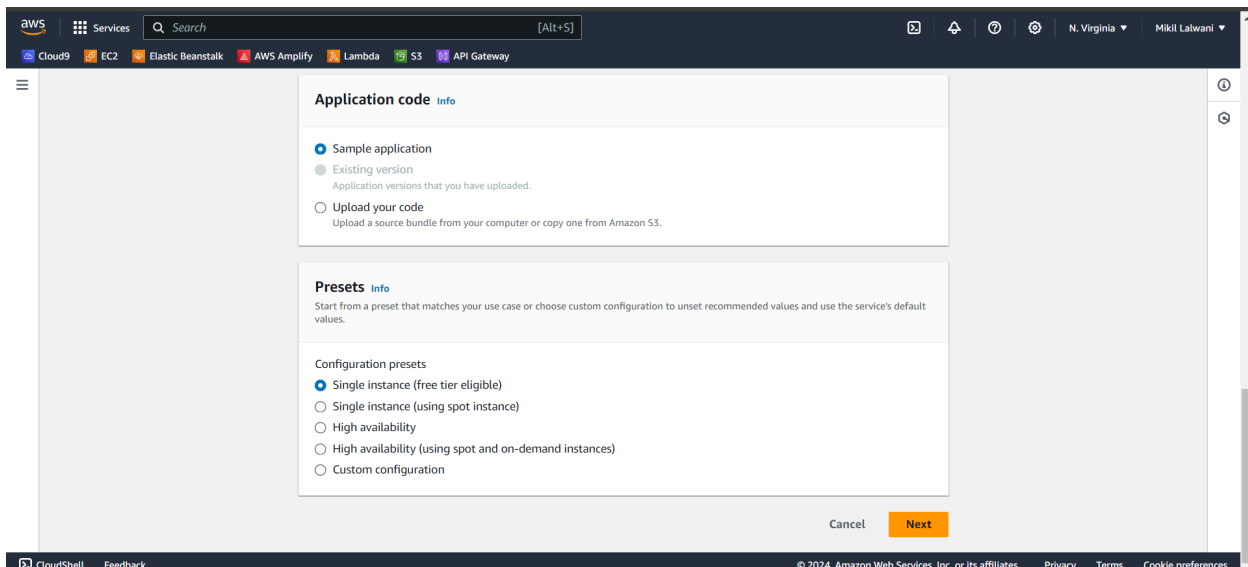 aws Services Search [Alt+S] N. Virginia ▼ Mikil Lalwani ▼
Cloud9 EC2 Elastic Beanstalk AWS Amplify Lambda S3 API Gateway
Application code Info
Sample application
Existing version
Application versions that you have uploaded.
Upload your code
Upload a source bundle from your computer or copy one from Amazon S3.
Presets Info
Start from a preset that matches your use case or choose custom configuration to unset recommended values and use the service's default
values.
Configuration presets
Single instance (free tier eligible)
Single instance (using spot instance)
High availability
High availability (using spot and on-demand instances)
Custom configuration
Cancel Next
CloudShell Feedback © 2024, Amazon Web Services, Inc. or its affiliates. Privacy Terms Cookie preferences